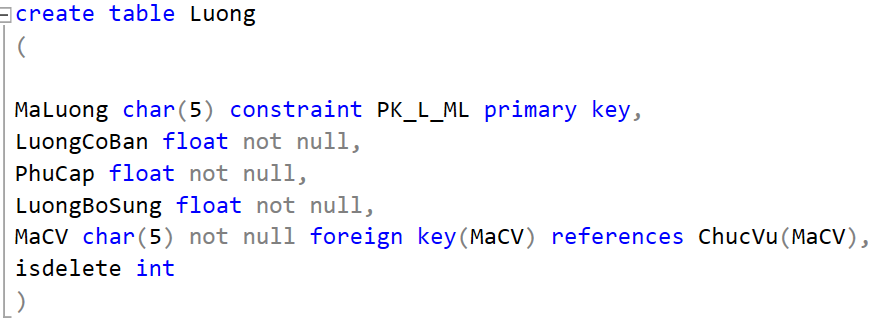 create table Luong
(
MaLuong char(5) constraint PK_L_ML primary key,
LuongCoBan float not null,
PhuCap float not null,
LuongBoSung float not null,
MaCV char(5) not null foreign key(MaCV) references ChucVu(MaCV),
isdelete int
)